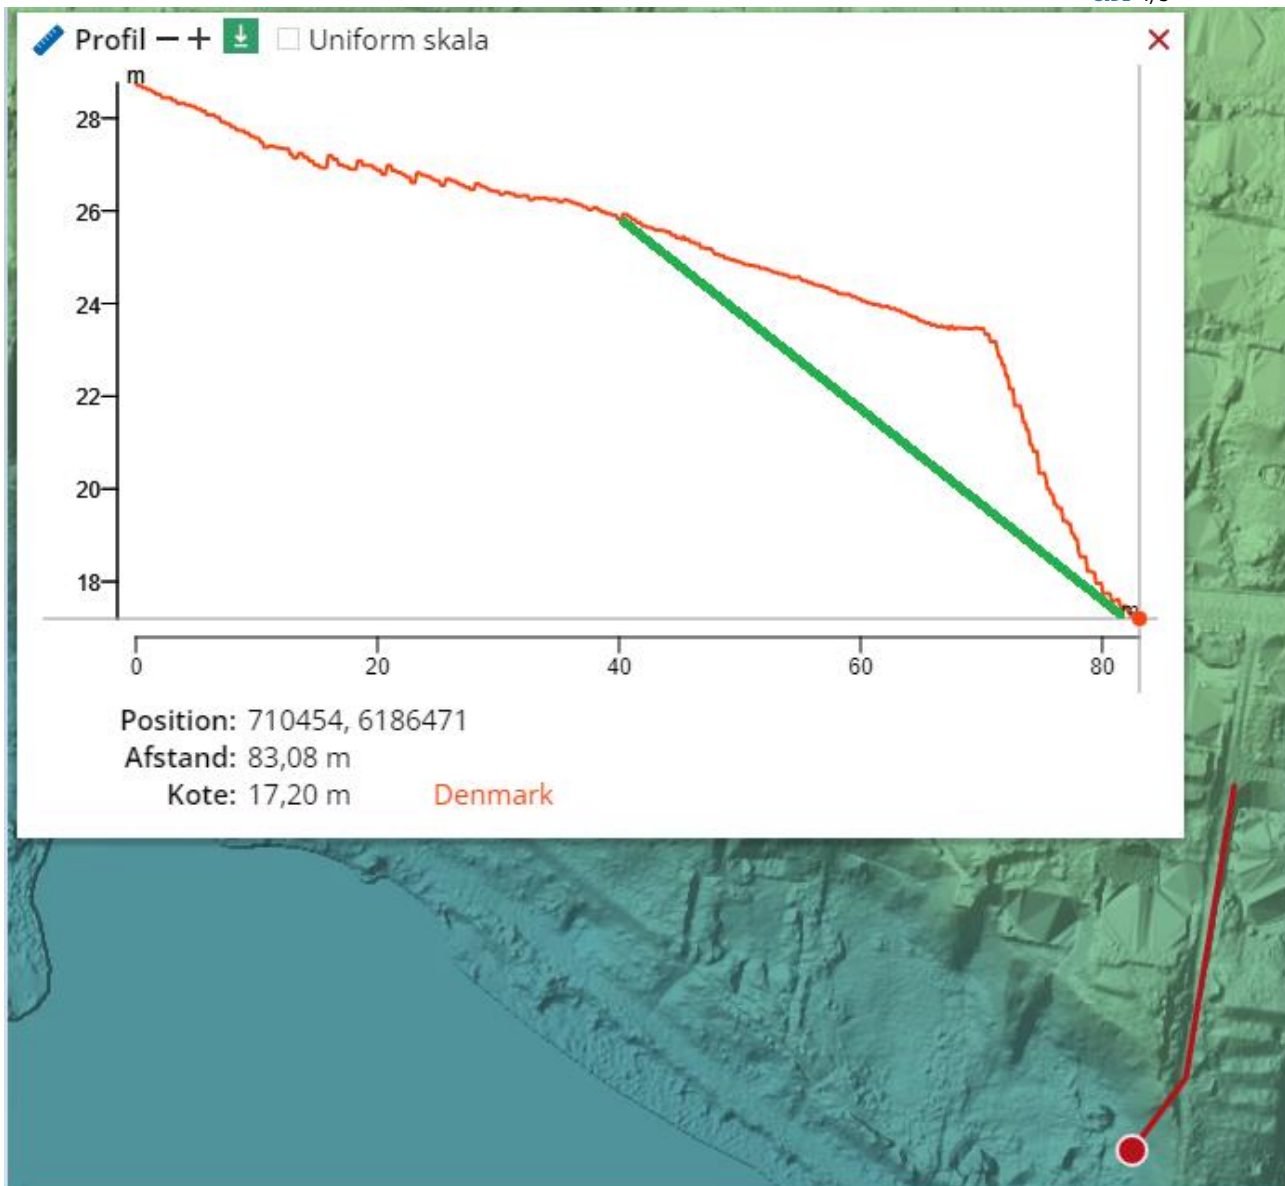 Profil Uniform skala
m
28
26
24
22
20
18
m
0 20 40 60 80
Position: 710454, 6186471
Afstand: 83,08 m
Kote: 17,20 m Denmark